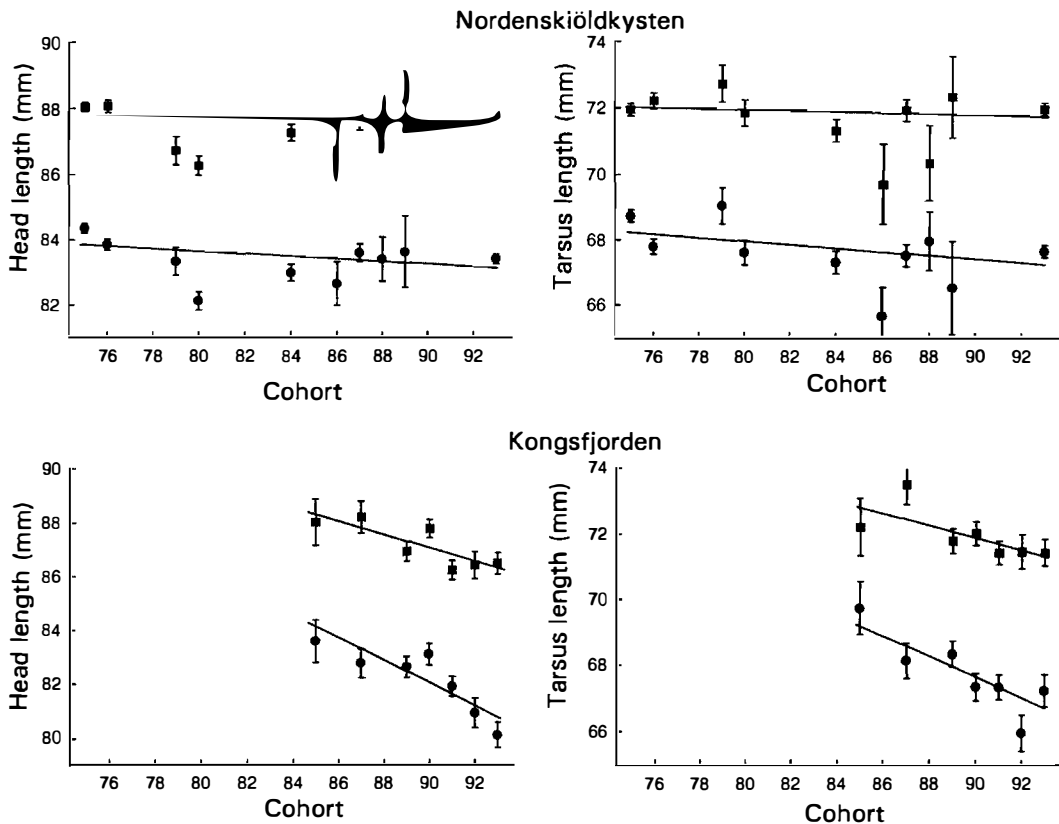 Nordenskiöldkysten
Head length (mm)
90
88
86
84
82
76 78 80 82 84 86 88 90 92
Cohort
Tarsus length (mm)
74
72
70
68
66
76 78 80 82 84 86 88 90 92
Cohort
Kongsfjorden
Head length (mm)
90
88
86
84
82
80
76 78 80 82 84 86 88 90 92
Cohort
Tarsus length (mm)
74
72
70
68
66
76 78 80 82 84 86 88 90 92
Cohort